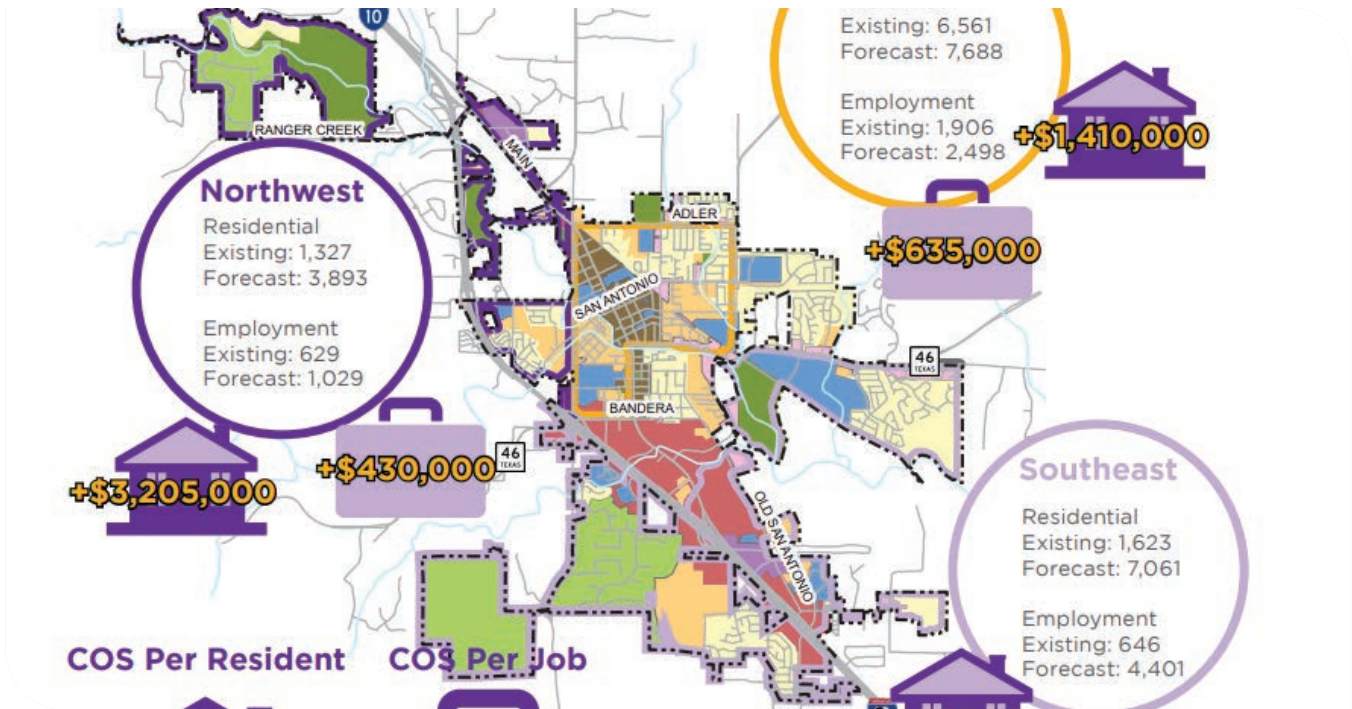 10
Existing: 6,561
Forecast: 7,688
Employment
Existing: 1,906
Forecast: 2,498
+$1,410,000
+$635,000
RANGER CREEK
MAIN
ADLER
SAN ANTONIO
BANDERA
46
TEXAS
Northwest
Residential
Existing: 1,327
Forecast: 3,893
Employment
Existing: 629
Forecast: 1,029
+$3,205,000
+$430,000
46
TEXAS
OLD SAN ANTONIO
Southeast
Residential
Existing: 1,623
Forecast: 7,061
Employment
Existing: 646
Forecast: 4,401
COS Per Resident
COS Per Job